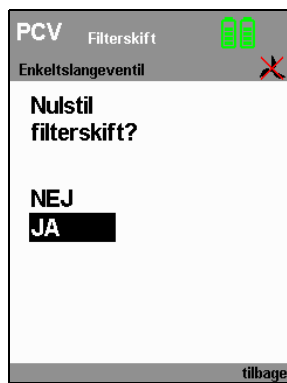 PCV Filterskift
Enkeltslangeventil
Nulstil
filterskift?
NEJ
JA
tilbage